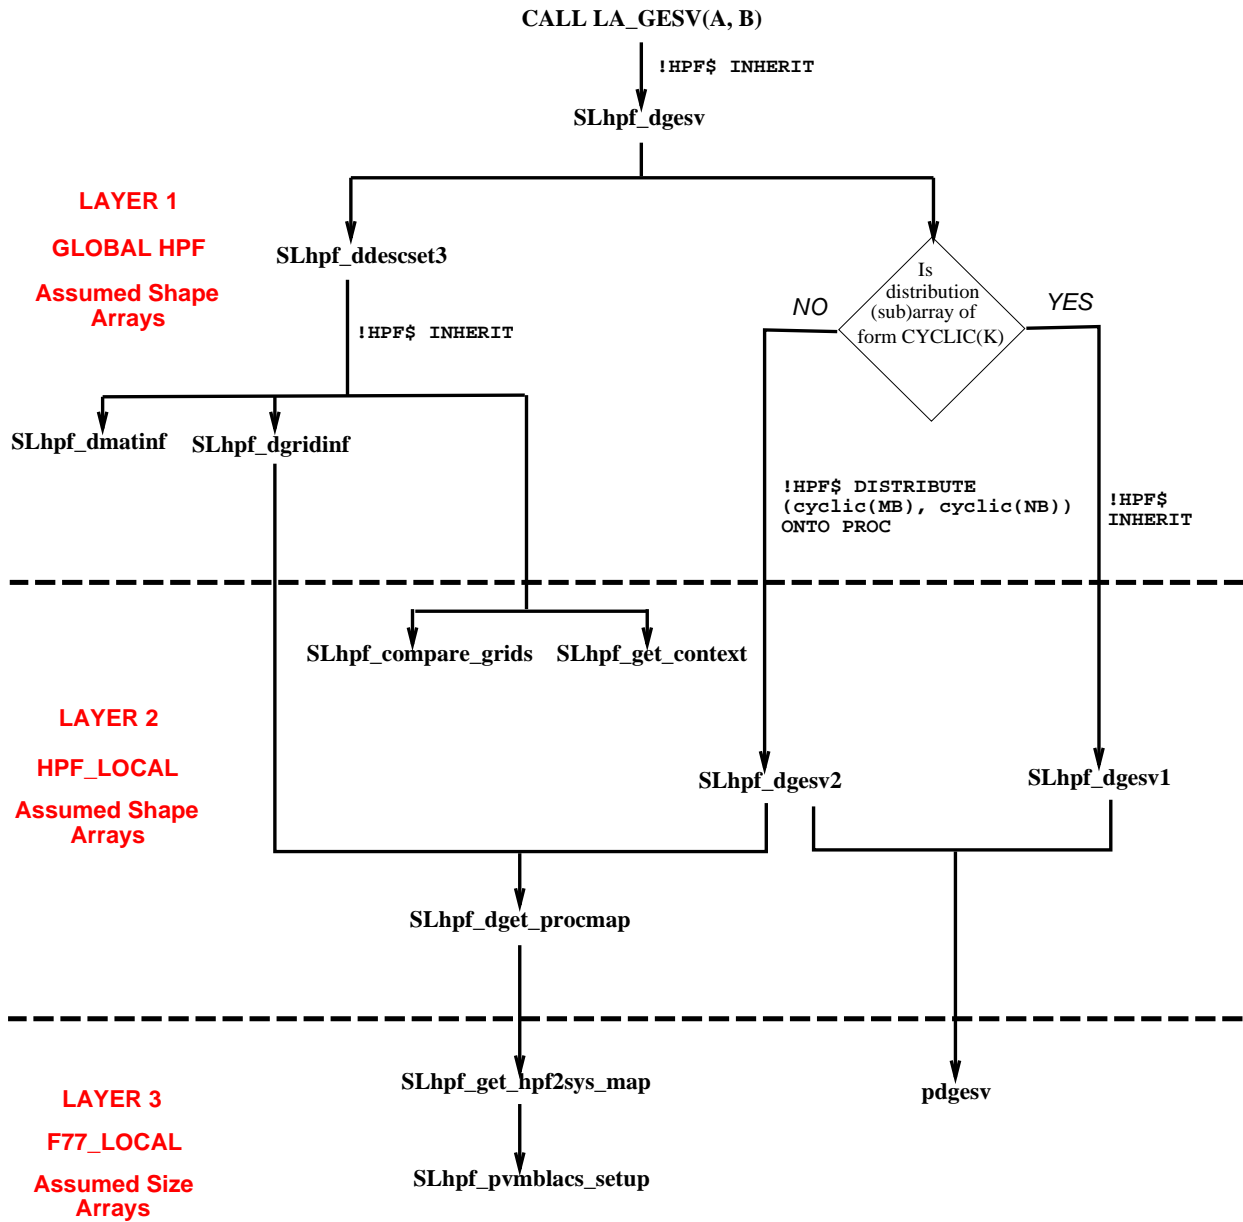 CALL LA_GESV(A, B)
!HPF$ INHERIT
SLhpf_dgesv
LAYER 1
GLOBAL HPF
Assumed Shape
Arrays
SLhpf_ddescset3
Is
distribution
(sub)array of
form CYCLIC(K)
NO
YES
!HPF$ INHERIT
SLhpf_dmatinf
SLhpf_dgridinf
!HPF$ DISTRIBUTE
(cyclic(MB), cyclic(NB))
ONTO PROC
!HPF$
INHERIT
SLhpf_compare_grids
SLhpf_get_context
LAYER 2
HPF_LOCAL
Assumed Shape
Arrays
SLhpf_dgesv2
SLhpf_dgesv1
SLhpf_dget_procmap
LAYER 3
F77_LOCAL
Assumed Size
Arrays
SLhpf_get_hpf2sys_map
pdgesv
SLhpf_pvmblacs_setup